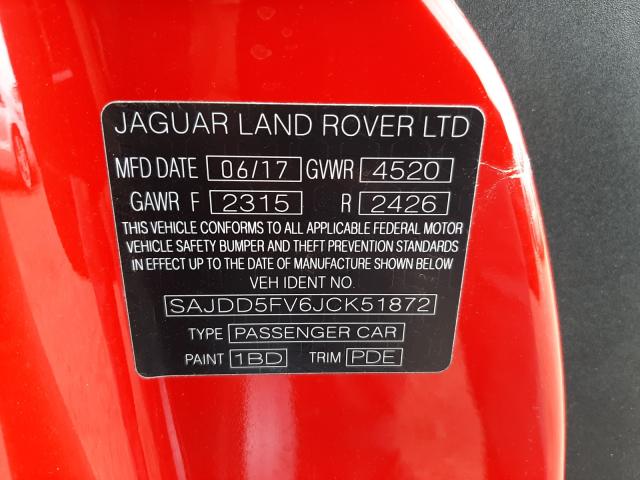 JAGUAR LAND ROVER LTD
MFD DATE 06/17 GVWR 4520
GAWR F 2315 R 2426
THIS VEHICLE CONFORMS TO ALL APPLICABLE FEDERAL MOTOR
VEHICLE SAFETY BUMPER AND THEFT PREVENTION STANDARDS
IN EFFECT UP TO THE DATE OF MANUFACTURE SHOWN BELOW
VEH IDENT NO.
SAJDD5FV6JCK51872
TYPE PASSENGER CAR
PAINT 1BD TRIM PDE